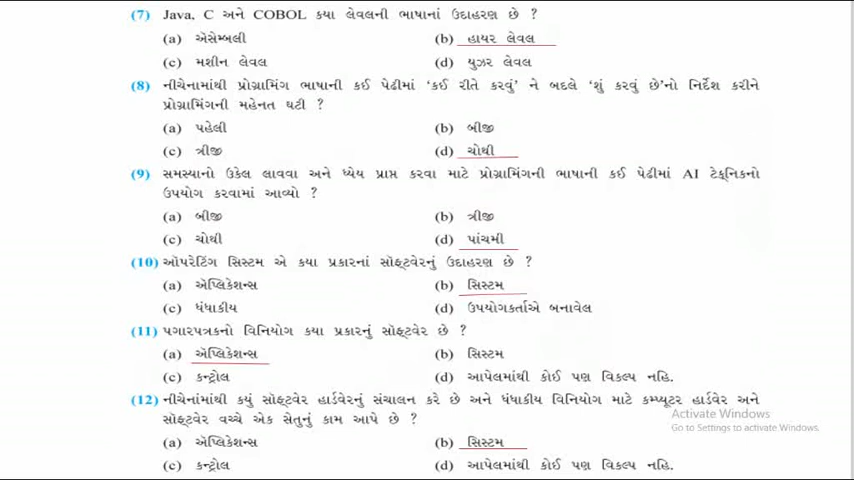 (7) Java, C અને COBOL કયા લેવલની ભાષાનાં ઉદાહરણ છે ?
(a) ઍસેમ્બલી (b) હાયર લેવલ
(c) મશીન લેવલ (d) યુઝર લેવલ
(8) નીચેનામાંથી પ્રોગ્રામિંગ ભાષાની કઈ પેઢીમાં ‘કઈ રીતે કરવું’ ને બદલે ‘શું કરવું છે’નો નિર્દેશ કરીને
પ્રોગ્રામિંગની મહેનત ઘટી ?
(a) પહેલી (b) બીજી
(c) ત્રીજી (d) ચોથી
(9) સમસ્યાનો ઉકેલ લાવવા અને ધ્યેય પ્રાપ્ત કરવા માટે પ્રોગ્રામિંગની ભાષાની કઈ પેઢીમાં AI ટેક્નિકનો
ઉપયોગ કરવામાં આવ્યો ?
(a) બીજી (b) ત્રીજી
(c) ચોથી (d) પાંચમી
(10) ઑપરેટિંગ સિસ્ટમ એ કયા પ્રકારનાં સૉફ્ટવેરનું ઉદાહરણ છે ?
(a) ઍપ્લિકેશન્સ (b) સિસ્ટમ
(c) ધંધાકીય (d) ઉપયોગકર્તાએ બનાવેલ
(11) પગારપત્રકનો વિનિયોગ કયા પ્રકારનું સૉફ્ટવેર છે ?
(a) ઍપ્લિકેશન્સ (b) સિસ્ટમ
(c) કન્ટ્રોલ (d) આપેલમાંથી કોઈ પણ વિકલ્પ નહિ.
(12) નીચેનાંમાંથી કયું સૉફ્ટવેર હાર્ડવેરનું સંચાલન કરે છે અને ધંધાકીય વિનિયોગ માટે કમ્પ્યૂટર હાર્ડવેર અને
સૉફ્ટવેર વચ્ચે એક સેતુનું કામ આપે છે ?
(a) ઍપ્લિકેશન્સ (b) સિસ્ટમ
(c) કન્ટ્રોલ (d) આપેલમાંથી કોઈ પણ વિકલ્પ નહિ.
Activate Windows
Go to Settings to activate Windows.